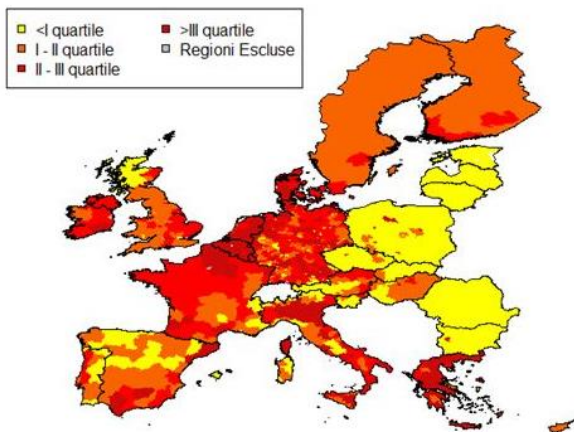 <I quartile
I - II quartile
II - III quartile
>III quartile
Regioni Escluse